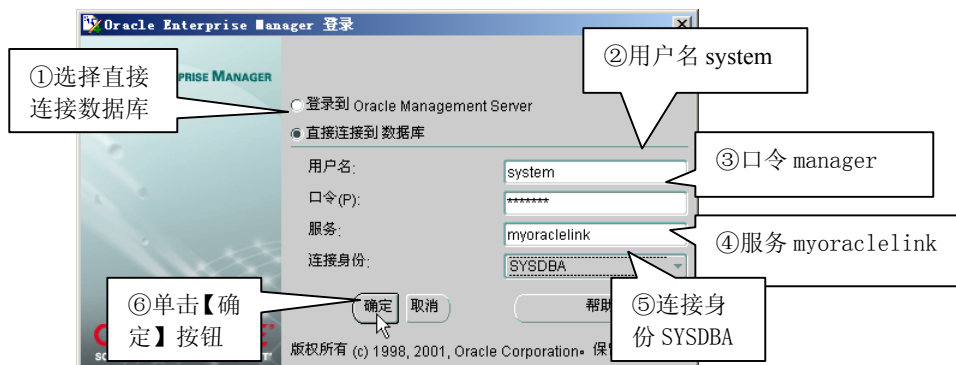 Oracle Enterprise Manager 登录
②用户名 system
①选择直接
连接数据库
PRISE MANAGER
登录到 Oracle Management Server
直接连接到 数据库
用户名:
system
③口令 manager
口令(P):
*******
服务:
myoraclelink
④服务 myoraclelink
连接身份:
SYSDBA
⑥单击【确
定】按钮
确定
取消
帮助
⑤连接身
份 SYSDBA
版权所有 (c) 1998, 2001, Oracle Corporation。保